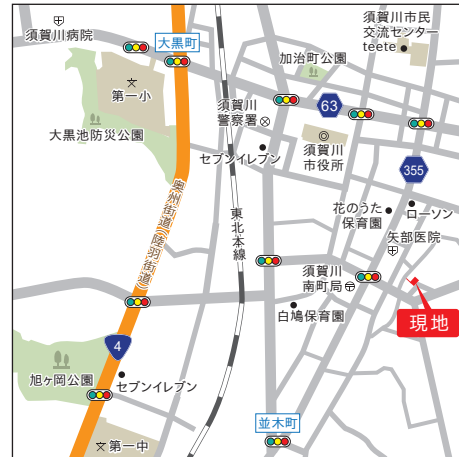 須賀川病院
大黒町
須賀川市民
交流センター
teete
加治町公園
第一小
63
大黒池防災公園
須賀川
警察署
須賀川
市役所
セブンイレブン
355
奥州街道(陸羽街道)
東北本線
花のうた
保育園
ローソン
矢部医院
須賀川
南町局
白鳩保育園
現地
4
旭ヶ岡公園
セブンイレブン
並木町
第一中